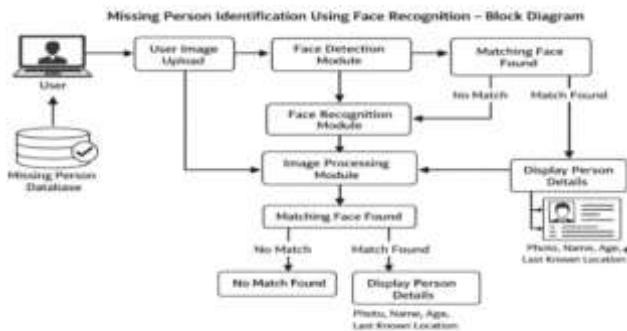 Missing Person Identification Using Face Recognition – Block Diagram
User
User Image
Upload
Face Detection
Module
Matching Face
Found
No Match
Match Found
Face Recognition
Module
Missing Person
Database
Image Processing
Module
Display Person
Details
Photo, Name, Age,
Last Known Location
Matching Face Found
No Match
Match Found
No Match Found
Display Person
Details
Photo, Name, Age,
Last Known Location